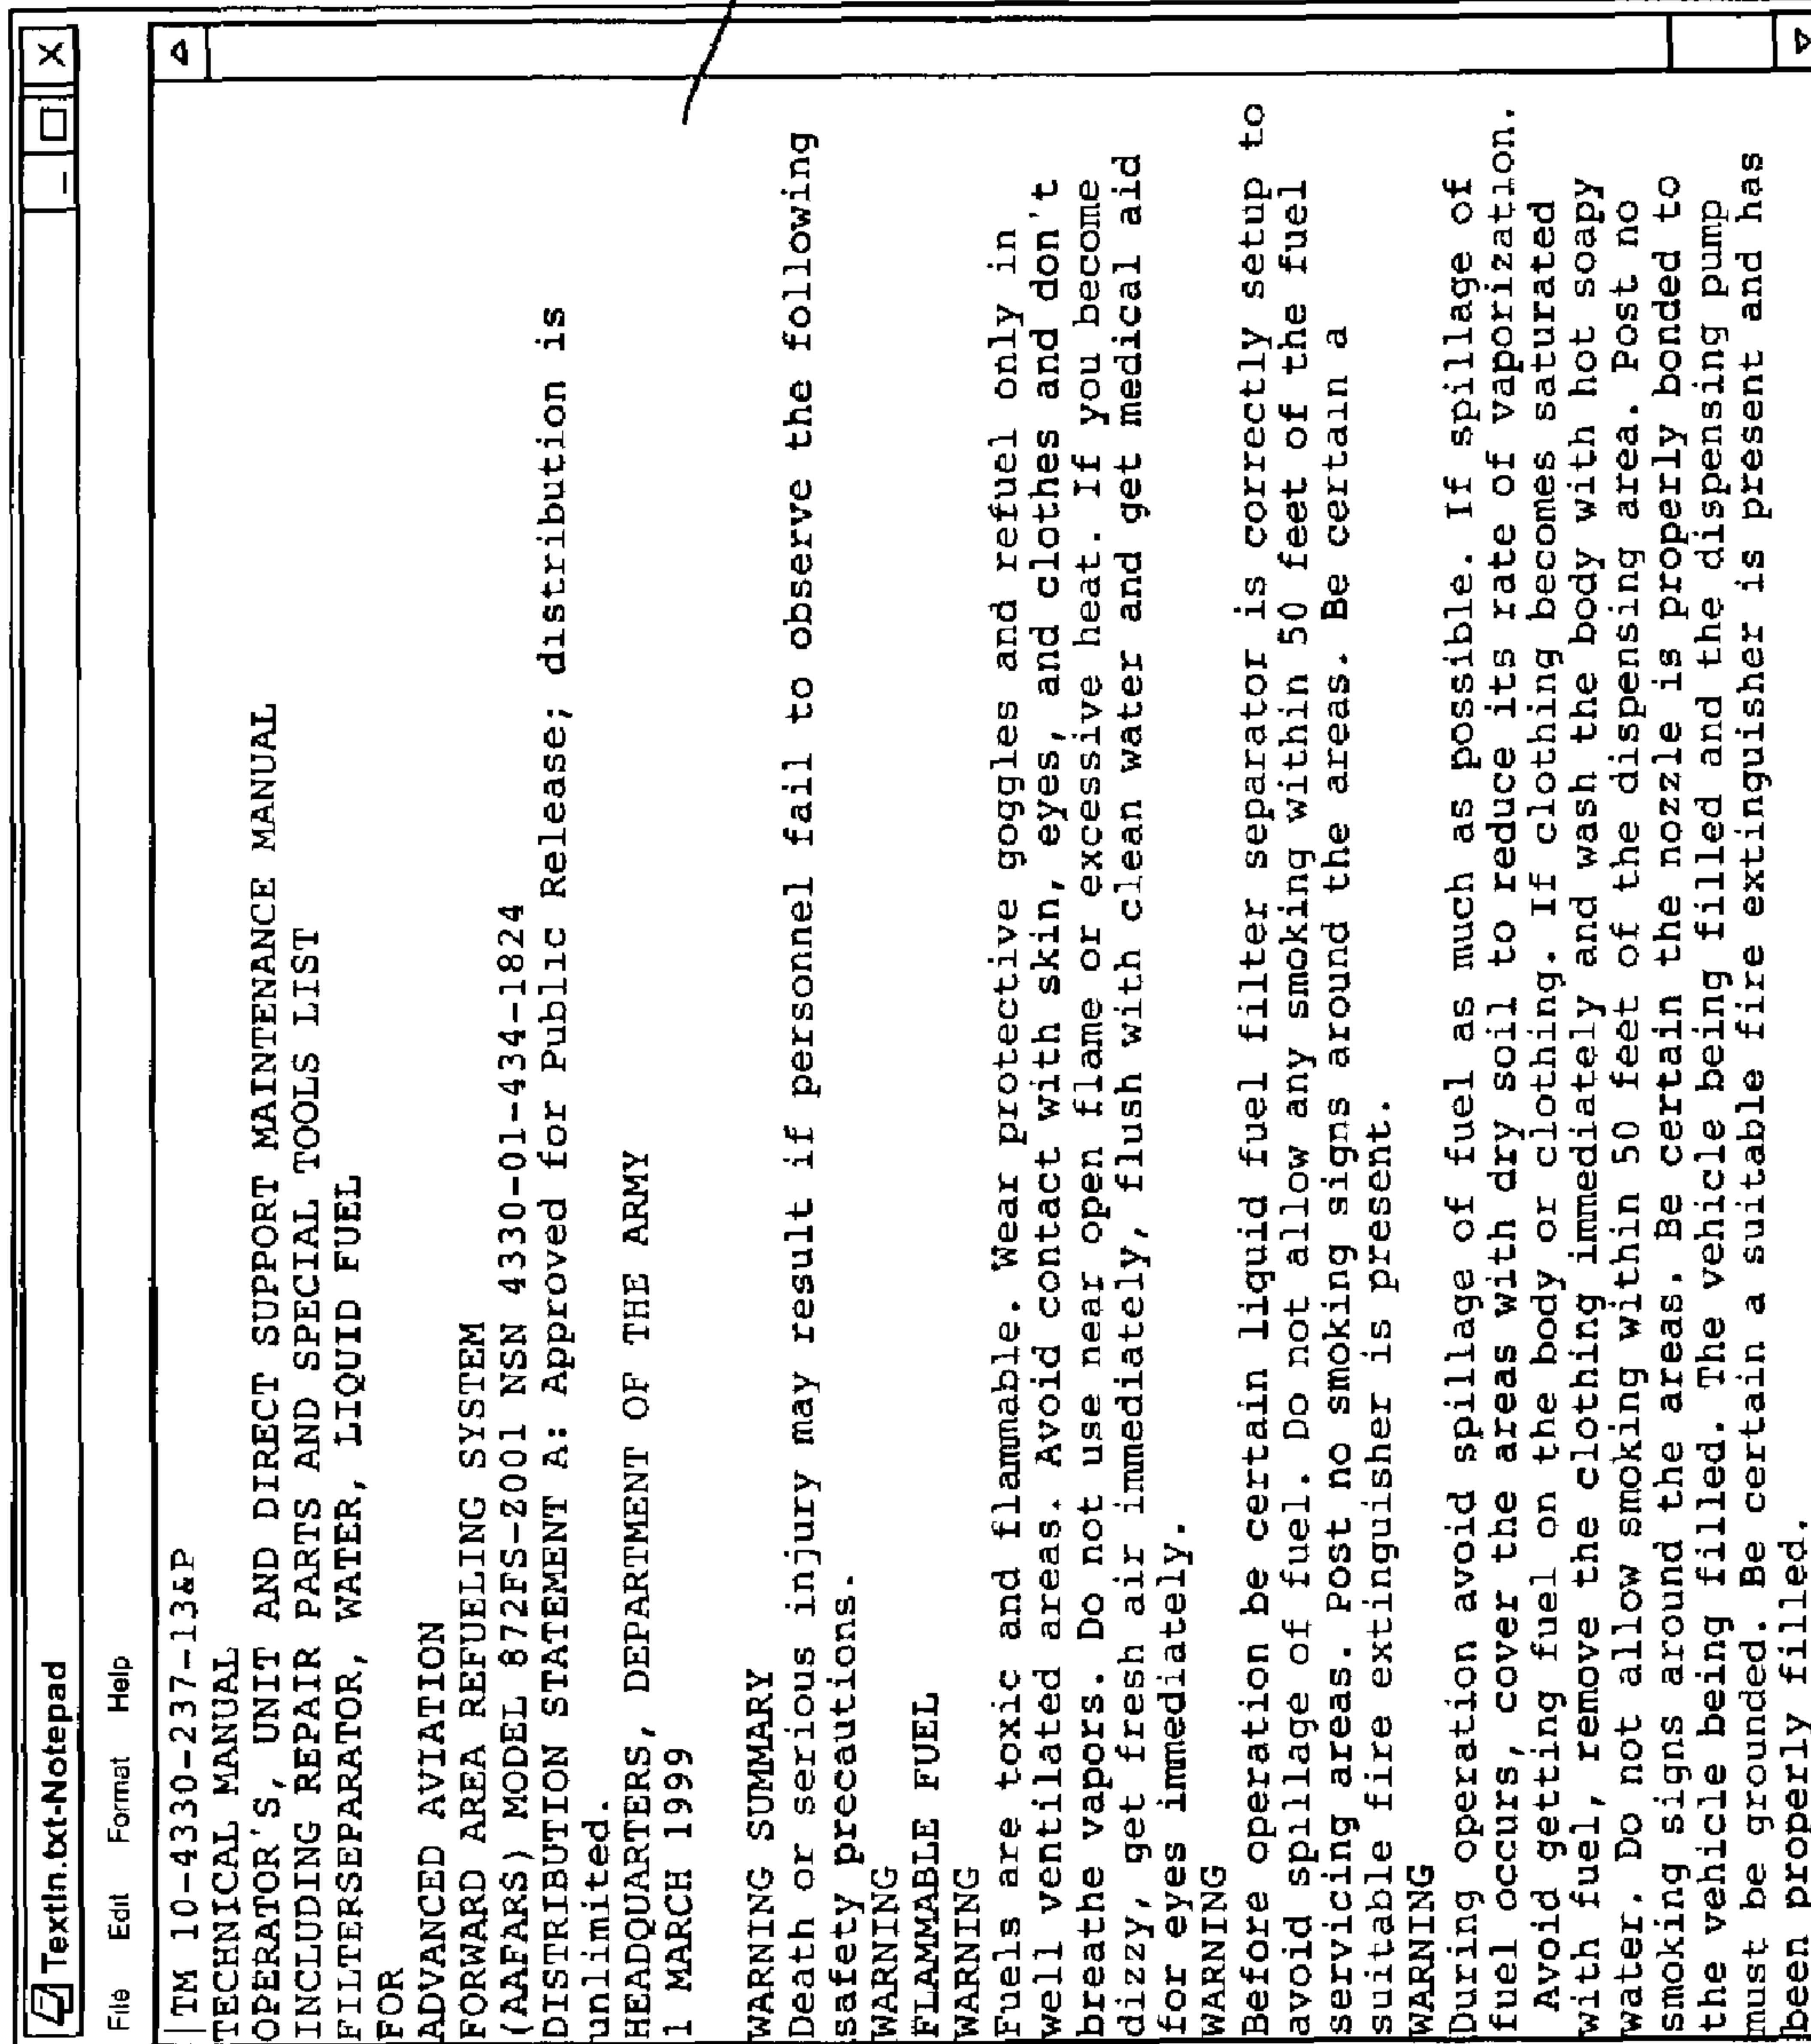 TextIn.txt-Notepad
File Edit Format Help
TM 10-4330-237-13&P
TECHNICAL MANUAL
OPERATOR'S, UNIT AND DIRECT SUPPORT MAINTENANCE MANUAL
INCLUDING REPAIR PARTS AND SPECIAL TOOLS LIST
FILTERSEPARATOR, WATER, LIQUID FUEL
FOR
ADVANCED AVIATION
FORWARD AREA REFUELING SYSTEM
(AAFARS) MODEL 872FS-Z001 NSN 4330-01-434-1824
DISTRIBUTION STATEMENT A: Approved for Public Release; distribution is
unlimited.
HEADQUARTERS, DEPARTMENT OF THE ARMY
1 MARCH 1999
WARNING SUMMARY
Death or serious injury may result if personnel fail to observe the following
safety precautions.
WARNING
FLAMMABLE FUEL
WARNING
Fuels are toxic and flammable. Wear protective goggles and refuel only in
well ventilated areas. Avoid contact with skin, eyes, and clothes and don't
breathe the vapors. Do not use near open flame or excessive heat. If you become
dizzy, get fresh air immediately, flush with clean water and get medical aid
for eyes immediately.
WARNING
Before operation be certain liquid fuel filter separator is correctly setup to
avoid spillage of fuel. Do not allow any smoking within 50 feet of the fuel
servicing areas. Post no smoking signs around the areas. Be certain a
suitable fire extinguisher is present.
WARNING
During operation avoid spillage of fuel as much as possible. If spillage of
fuel occurs, cover the areas with dry soil to reduce its rate of vaporization.
Avoid getting fuel on the body or clothing. If clothing becomes saturated
with fuel, remove the clothing immediately and wash the body with hot soapy
water. Do not allow smoking within 50 feet of the dispensing area. Post no
smoking signs around the areas. Be certain the nozzle is properly bonded to
the vehicle being filled. The vehicle being filled and the dispensing pump
must be grounded. Be certain a suitable fire extinguisher is present and has
been properly filled.